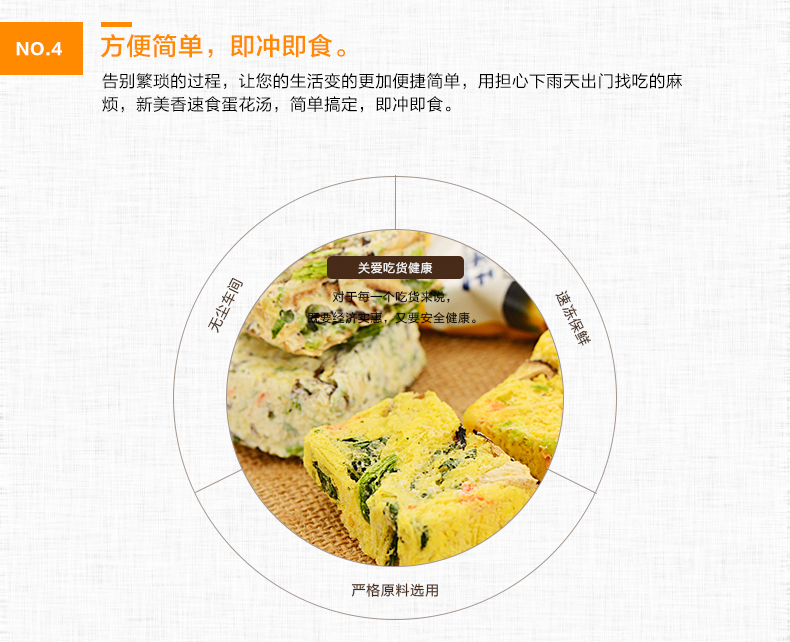 NO.4
方便简单，即冲即食。
告别繁琐的过程，让您的生活变的更加便捷简单，用担心下雨天出门找吃的麻
烦，新美香速食蛋花汤，简单搞定，即冲即食。
关爱吃货健康
对于每一个吃货来说，
既要经济实惠，又要安全健康。
无尘车间
速冻保鲜
严格原料选用